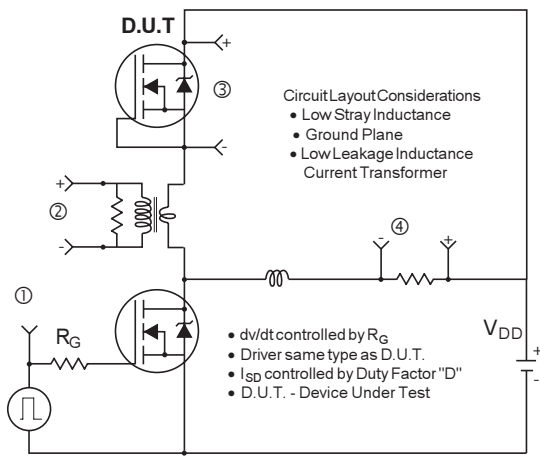 D.U.T
+
③
-
Circuit Layout Considerations
• Low Stray Inductance
• Ground Plane
• Low Leakage Inductance
Current Transformer
+
②
-
④
-
+
①
RG
• dv/dt controlled by RG
• Driver same type as D.U.T.
• ISD controlled by Duty Factor "D"
• D.U.T. - Device Under Test
VDD
+
-